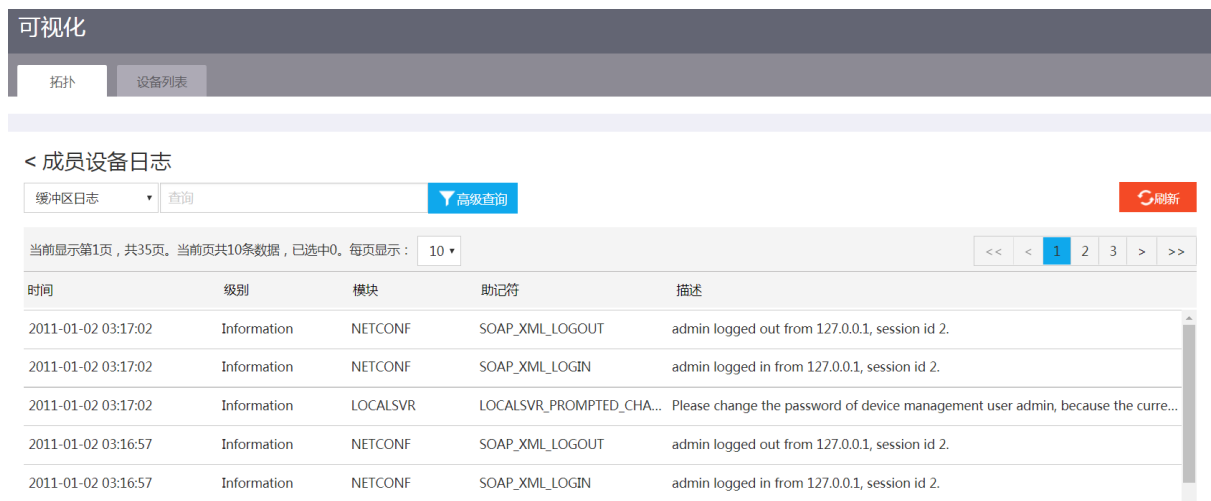 可视化
拓扑 设备列表
< 成员设备日志
缓冲区日志 查询 高级查询 刷新
当前显示第1页，共35页。当前页共10条数据，已选中0。每页显示： 10 << < 1 2 3 > >>
时间 级别 模块 助记符 描述
2011-01-02 03:17:02 Information NETCONF SOAP_XML_LOGOUT admin logged out from 127.0.0.1, session id 2.
2011-01-02 03:17:02 Information NETCONF SOAP_XML_LOGIN admin logged in from 127.0.0.1, session id 2.
2011-01-02 03:17:02 Information LOCALSVR LOCALSVR_PROMPTED_CHA... Please change the password of device management user admin, because the curre...
2011-01-02 03:16:57 Information NETCONF SOAP_XML_LOGOUT admin logged out from 127.0.0.1, session id 2.
2011-01-02 03:16:57 Information NETCONF SOAP_XML_LOGIN admin logged in from 127.0.0.1, session id 2.